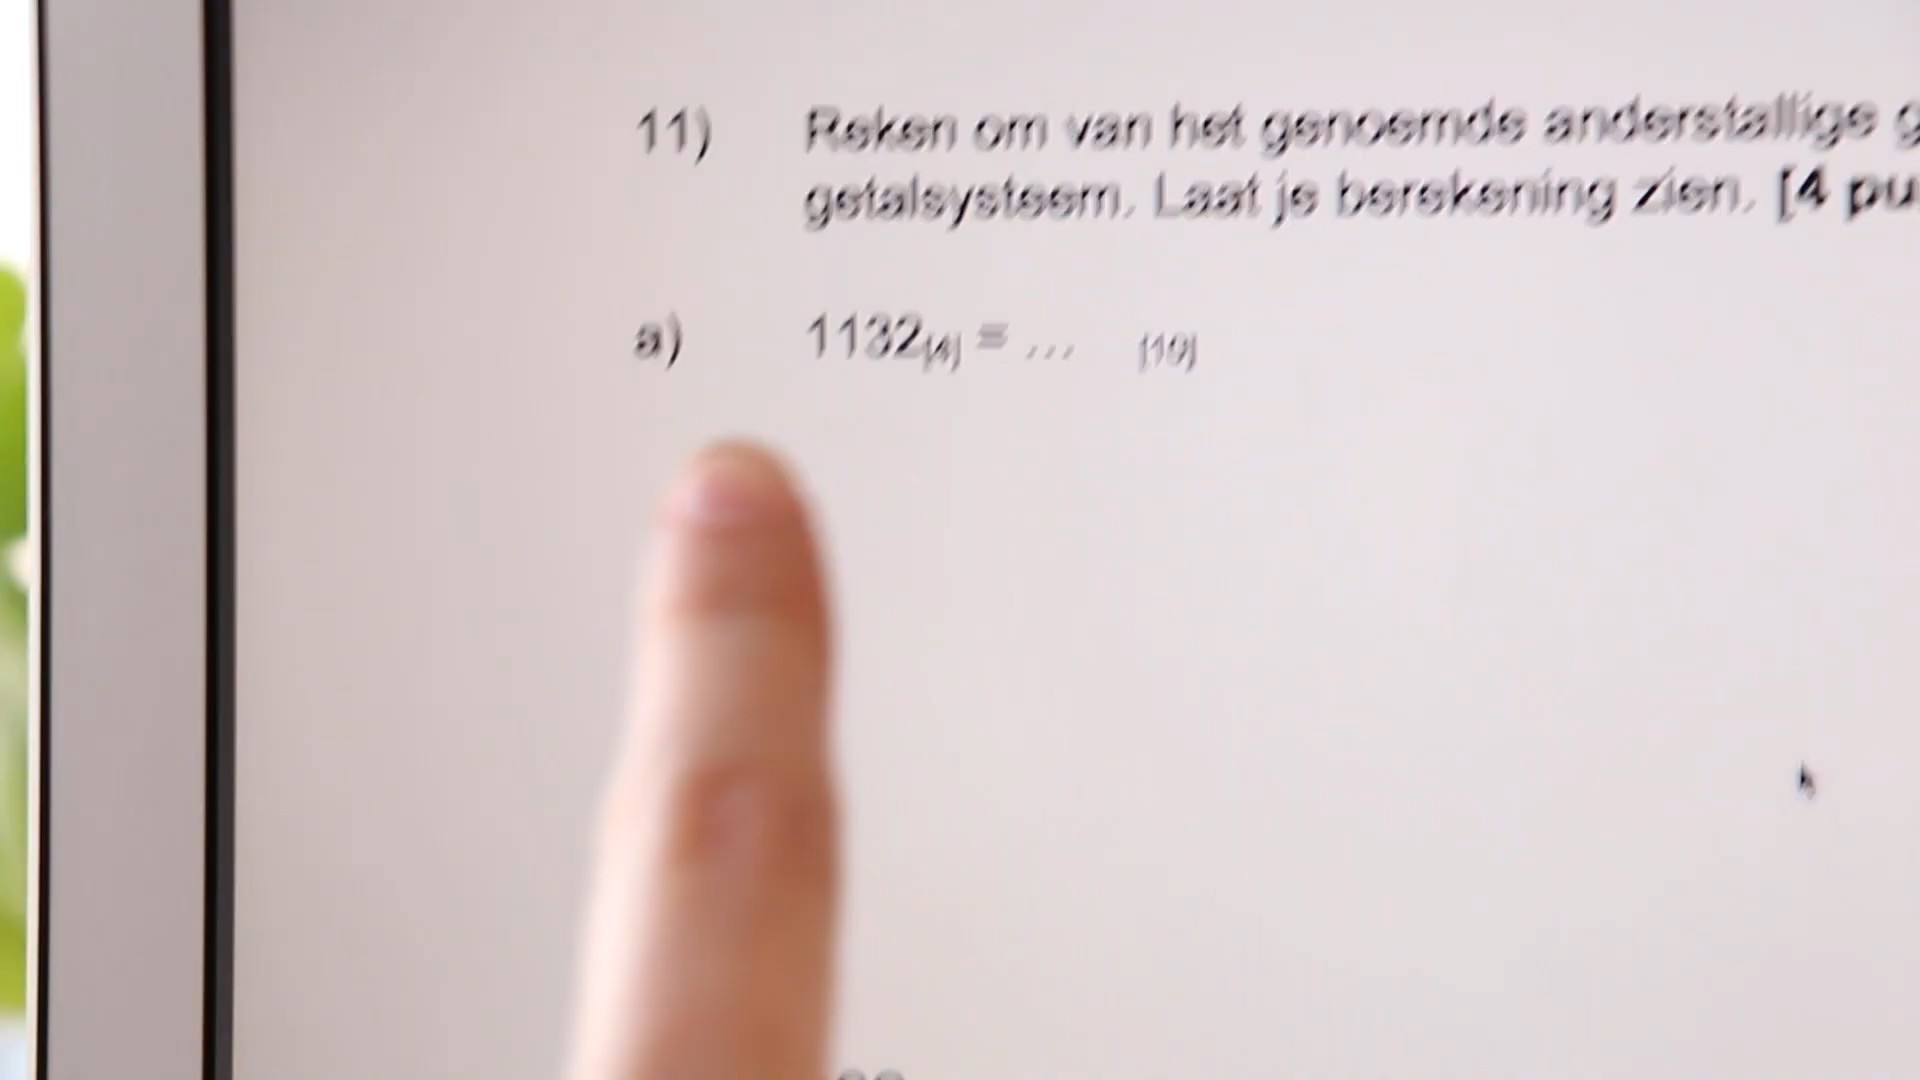 11) Reken om van het genoemde anderstallige
getalsysteem. Laat je berekening zien. [4
a) 1132[4] = ... [10]